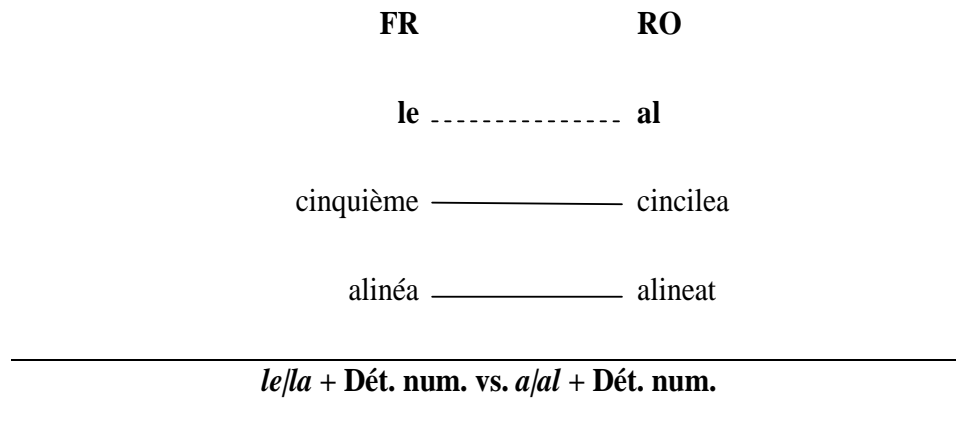 FR RO
le al
cinquième cincilea
alinéa alineat
le/la + Dét. num. vs. a/al + Dét. num.